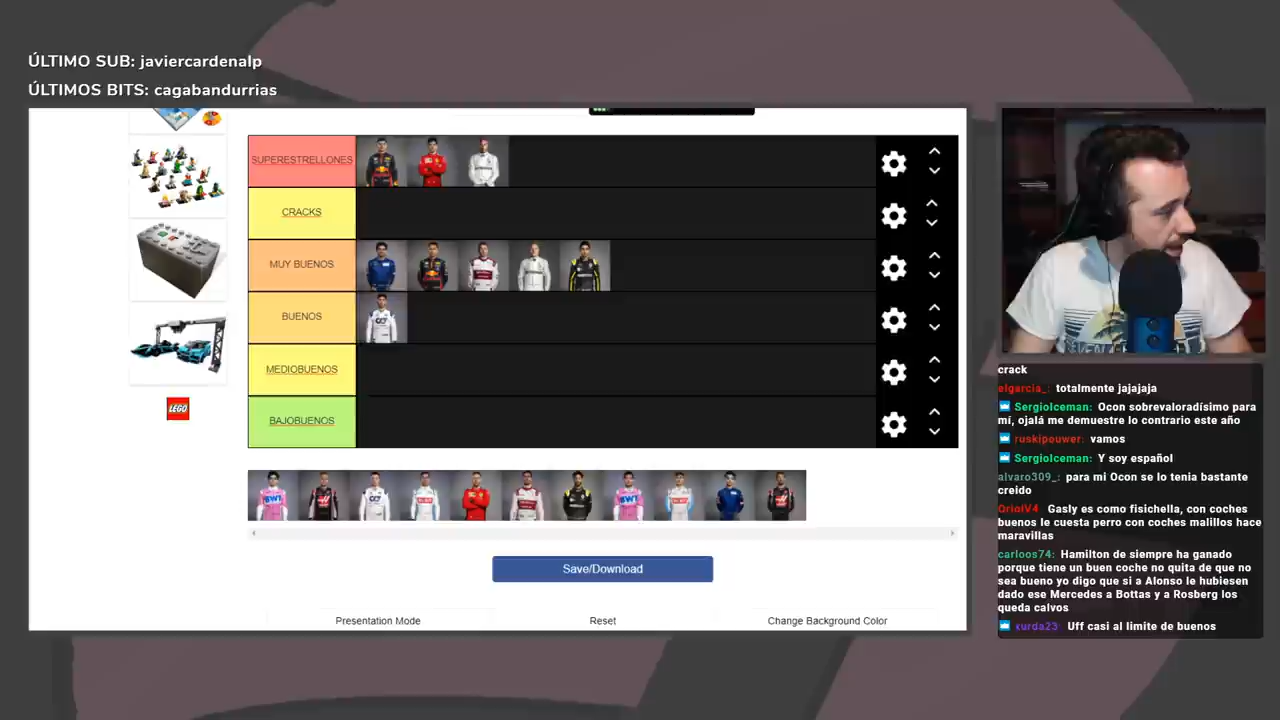 ÚLTIMO SUB: javiercardenalp
ÚLTIMOS BITS: cagabandurrias
SUPERESTRELLONES
CRACKS
MUY BUENOS
BUENOS
MEDIOBUENOS
BAJOBUENOS
LEGO
Save/Download
Presentation Mode
Reset
Change Background Color
crack
elgarcia_: totalmente jajajaja
SergioIceman: Ocon sobrevaloradísimo para
mí, ojalá me demuestre lo contrario este año
ruskipouwer: vamos
SergioIceman: Y soy español
alvaro309_: para mi Ocon se lo tenia bastante
creido
OriolV4: Gasly es como fisichella, con coches
buenos le cuesta perro con coches malillos hace
maravillas
carloos74: Hamilton de siempre ha ganado
porque tiene un buen coche no quita de que no
sea bueno yo digo que si a Alonso le hubiesen
dado ese Mercedes a Bottas y a Rosberg los
queda calvos
xurda23: Uff casi al limite de buenos